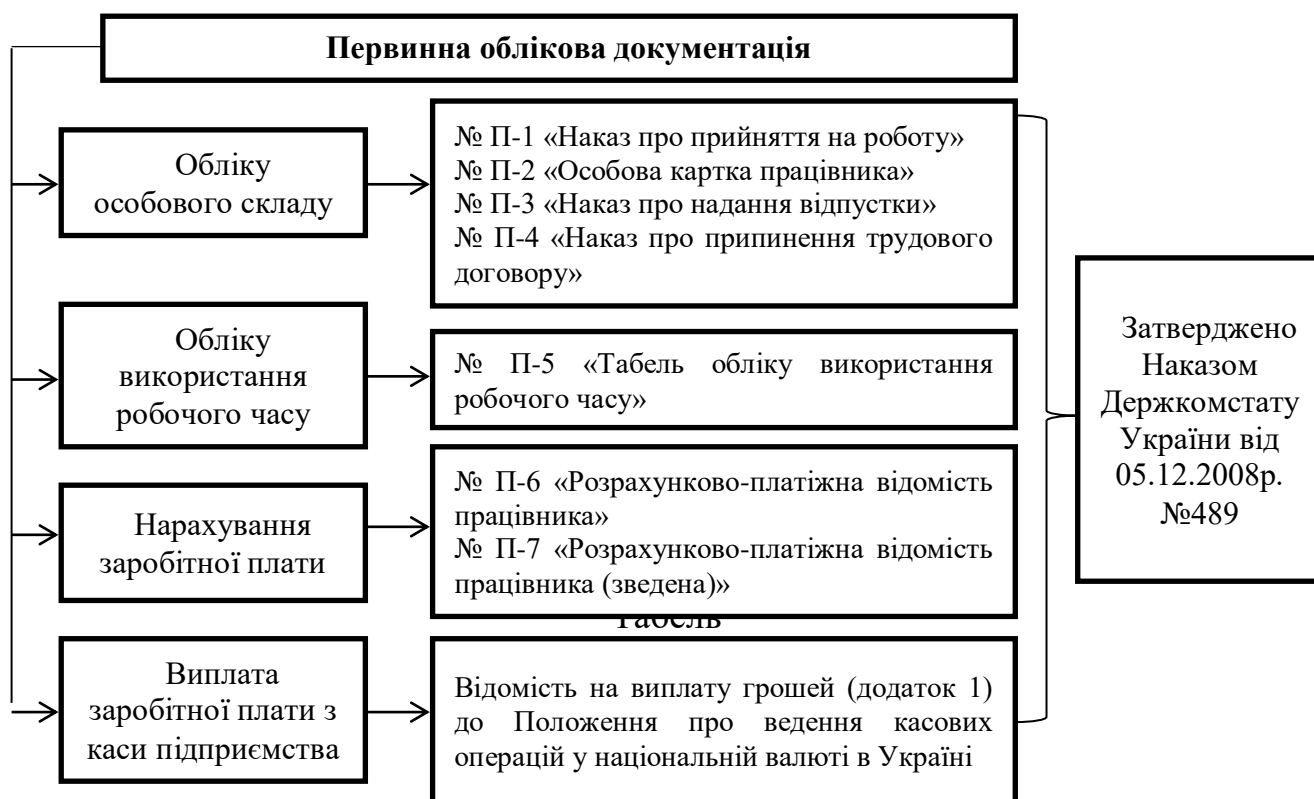 Первинна облікова документація
Обліку
особового складу
№ П-1 «Наказ про прийняття на роботу»
№ П-2 «Особова картка працівника»
№ П-3 «Наказ про надання відпустки»
№ П-4 «Наказ про припинення трудового
договору»
Обліку
використання
робочого часу
№ П-5 «Табель обліку використання
робочого часу»
Нарахування
заробітної плати
№ П-6 «Розрахунково-платіжна відомість
працівника»
№ П-7 «Розрахунково-платіжна відомість
працівника (зведена)»
Табель
Виплата
заробітної плати з
каси підприємства
Відомість на виплату грошей (додаток 1)
до Положення про ведення касових
операцій у національній валюті в Україні
Затверджено
Наказом
Держкомстату
України від
05.12.2008р.
№489